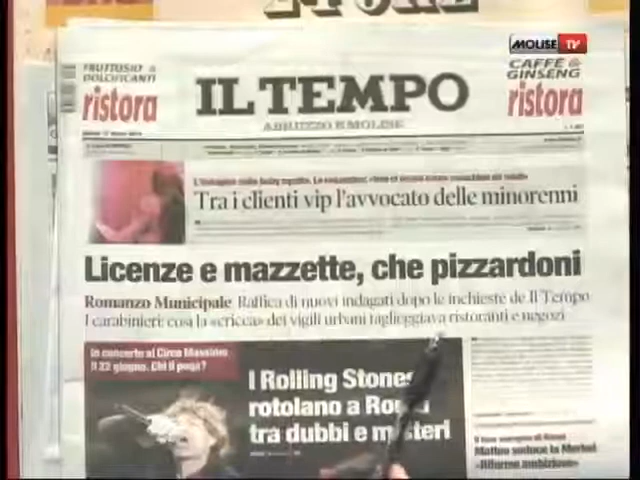 MOUSE TV
FRUTTOSIO &
DOLCIFICANTI
ristora
IL TEMPO
ABRUZZO E MOLISE
CAFFÈ &
GINSENG
ristora
Tra i clienti vip l'avvocato delle minorenni
Licenze e mazzette, che pizzardoni
Romanzo Municipale Raffica di nuovi indagati dopo le inchieste de Il Tempo
I carabinieri: così la «cricca» dei vigili urbani taglieggiava ristoranti e negozi
In concerto al Circo Massimo
il 22 giugno. Chi li paga?
I Rolling Stones
rotolano a Roma
tra dubbi e misteri
Matteo seduce la Merkel
«Riforme ambiziose»